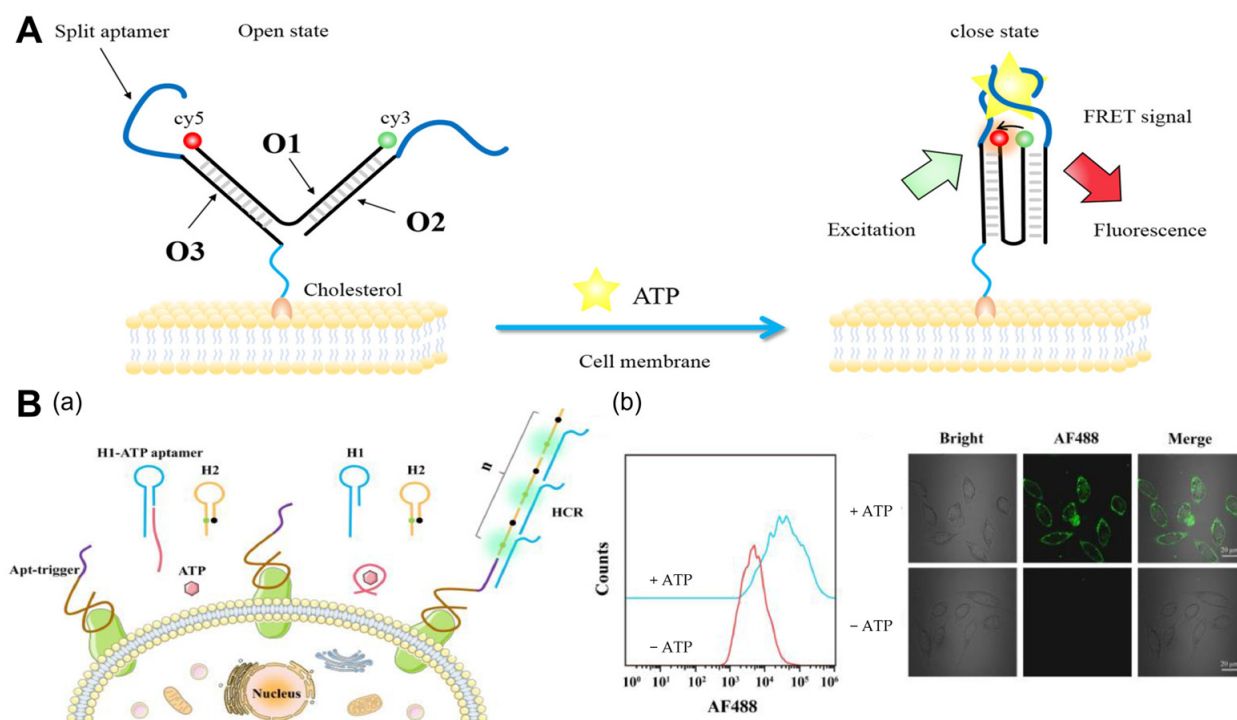 A
Split aptamer
Open state
close state
cy5
cy3
O1
O2
O3
FRET signal
Excitation
Fluorescence
Cholesterol
ATP
Cell membrane
B (a)
H1-ATP aptamer
H2
H1
H2
n
HCR
Apt-trigger
ATP
Nucleus
(b)
Counts
+ ATP
− ATP
10⁰ 10¹ 10² 10³ 10⁴ 10⁵ 10⁶
AF488
Bright AF488 Merge
+ ATP
20 μm
− ATP
20 μm